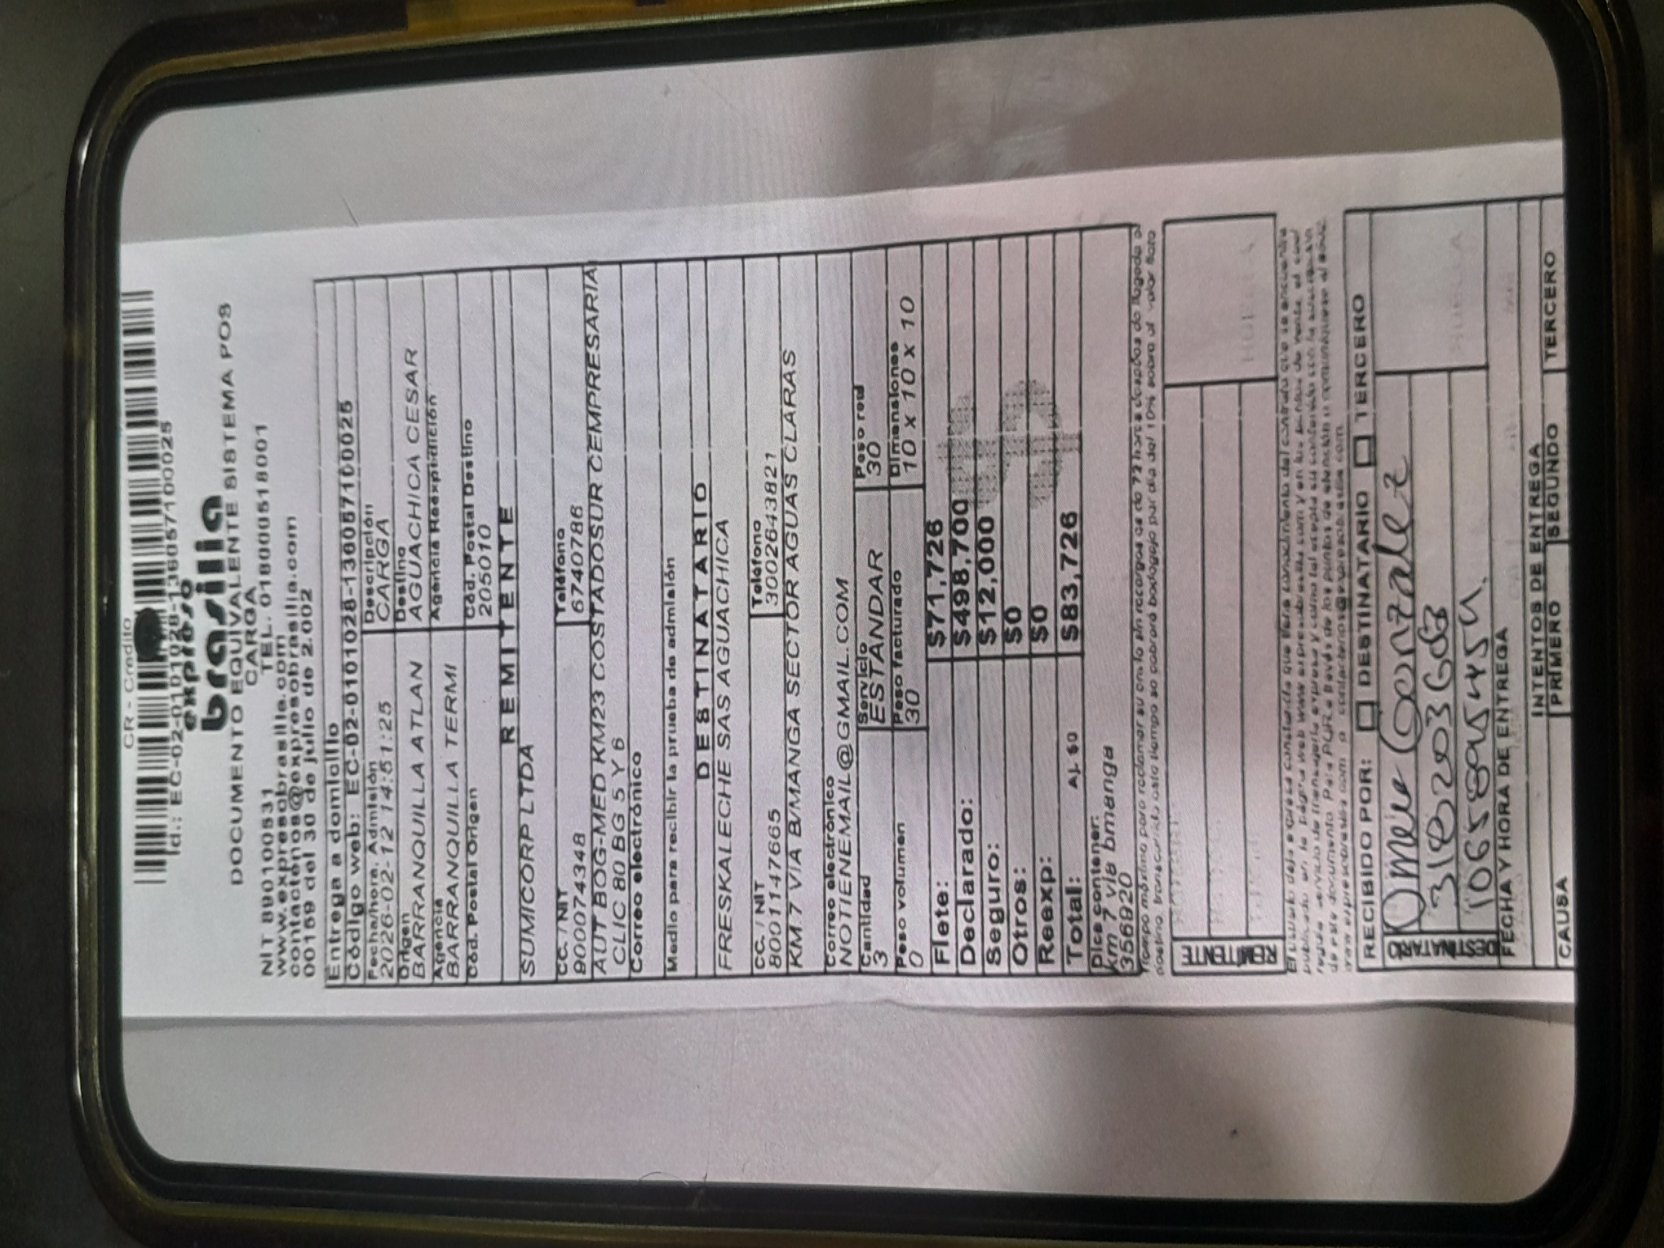 CR - Credito
Id.: EC-02-0101028-136057100025
expreso
brasilia
DOCUMENTO EQUIVALENTE SISTEMA POS
CARGA
NIT 890100531 TEL. 018000518001
www.expresobrasilia.com
contactenos@expresobrasilia.com
00159 del 30 de julio de 2.002
Entrega a domicilio
Código web: EC-02-0101028-136057100025
Fecha/hora: Admisión Descripción
2026-02-12 14:51:25 CARGA
Origen Destino
BARRANQUILLA ATLAN AGUACHICA CESAR
Agencia Agencia Reexpidición
BARRANQUILLA TERMI
Cód. Postal Origen Cód. Postal Destino
205010
REMITENTE
SUMICORP LTDA
CC. / NIT Teléfono
900074348 6740786
AUT BOG-MED KM23 COSTADOSUR CEMPRESARIA
CLIC 80 BG 5 Y 6
Correo electrónico
Medio para recibir la prueba de admisión
DESTINATARIO
FRESKALECHE SAS AGUACHICA
CC. / NIT Teléfono
8001147665 3002643821
KM.7 VIA B/MANGA SECTOR AGUAS CLARAS
Correo electrónico
NOTIENEMAIL@GMAIL.COM
Cantidad Servicio Peso real
3 ESTANDAR 30
Peso volumen Peso facturado Dimensiones
0 30 10 x 10 x 10
Flete: $71,726
Declarado: $498,700
Seguro: $12,000
Otros: $0
Reexp: $0
Total: AJ. $0 $83,726
Dice contener:
km 7 via bmanga
356920
RECIBIDO POR: DESTINATARIO TERCERO
Omer Gonzalez
FECHA Y HORA DE ENTREGA
INTENTOS DE ENTREGA
CAUSA PRIMERO SEGUNDO TERCERO